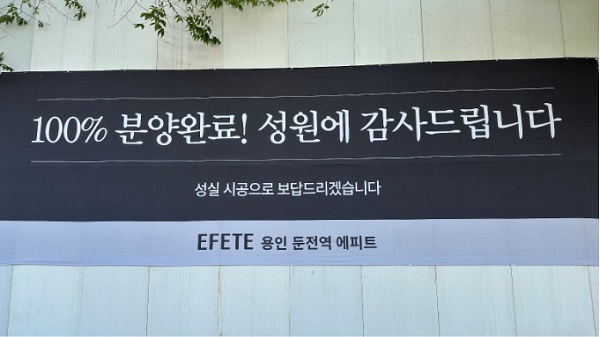 100% 분양완료! 성원에 감사드립니다
성실 시공으로 보답드리겠습니다
EFETE 용인 둔전역 에피트